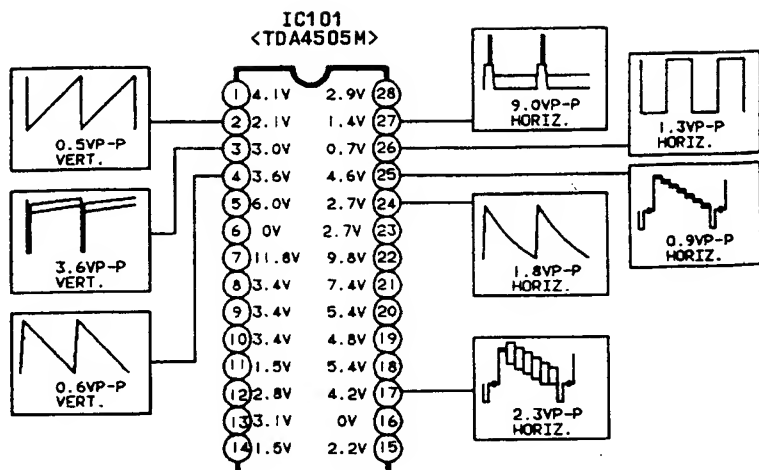 IC101
<TDA4505M>
0.5VP-P
VERT.
3.6VP-P
VERT.
0.6VP-P
VERT.
1 4.1V 2.9V 28
2 2.1V 1.4V 27
3 3.0V 0.7V 26
4 3.6V 4.6V 25
5 6.0V 2.7V 24
6 0V 2.7V 23
7 11.8V 9.8V 22
8 3.4V 7.4V 21
9 3.4V 5.4V 20
10 3.4V 4.8V 19
11 1.5V 5.4V 18
12 2.8V 4.2V 17
13 3.1V 0V 16
14 1.5V 2.2V 15
9.0VP-P
HORIZ.
1.3VP-P
HORIZ.
0.9VP-P
HORIZ.
1.8VP-P
HORIZ.
2.3VP-P
HORIZ.